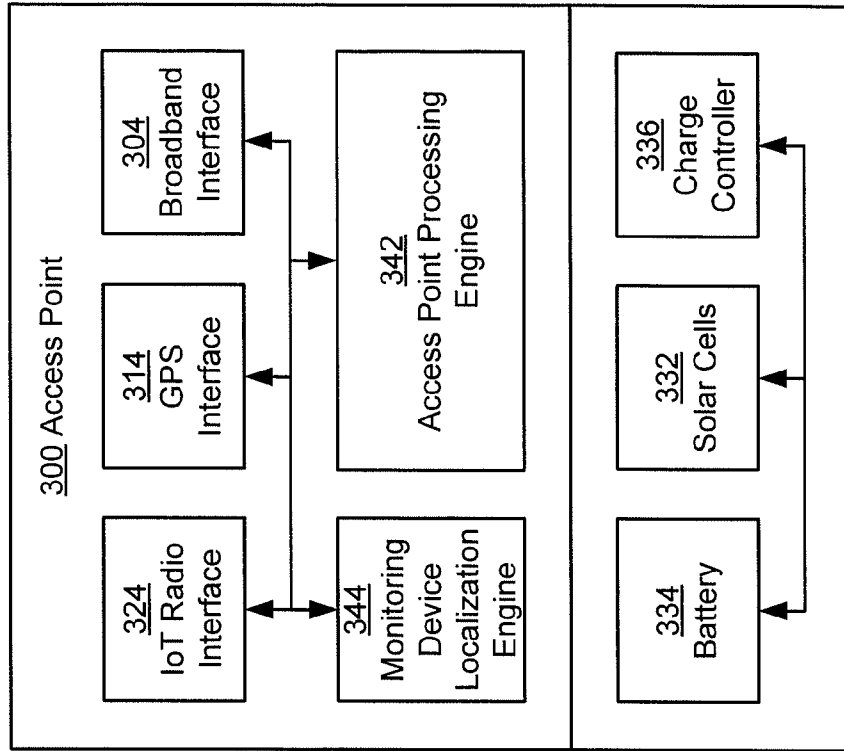 300 Access Point
324
IoT Radio
Interface
314
GPS
Interface
304
Broadband
Interface
344
Monitoring
Device
Localization
Engine
342
Access Point Processing
Engine
334
Battery
332
Solar Cells
336
Charge
Controller